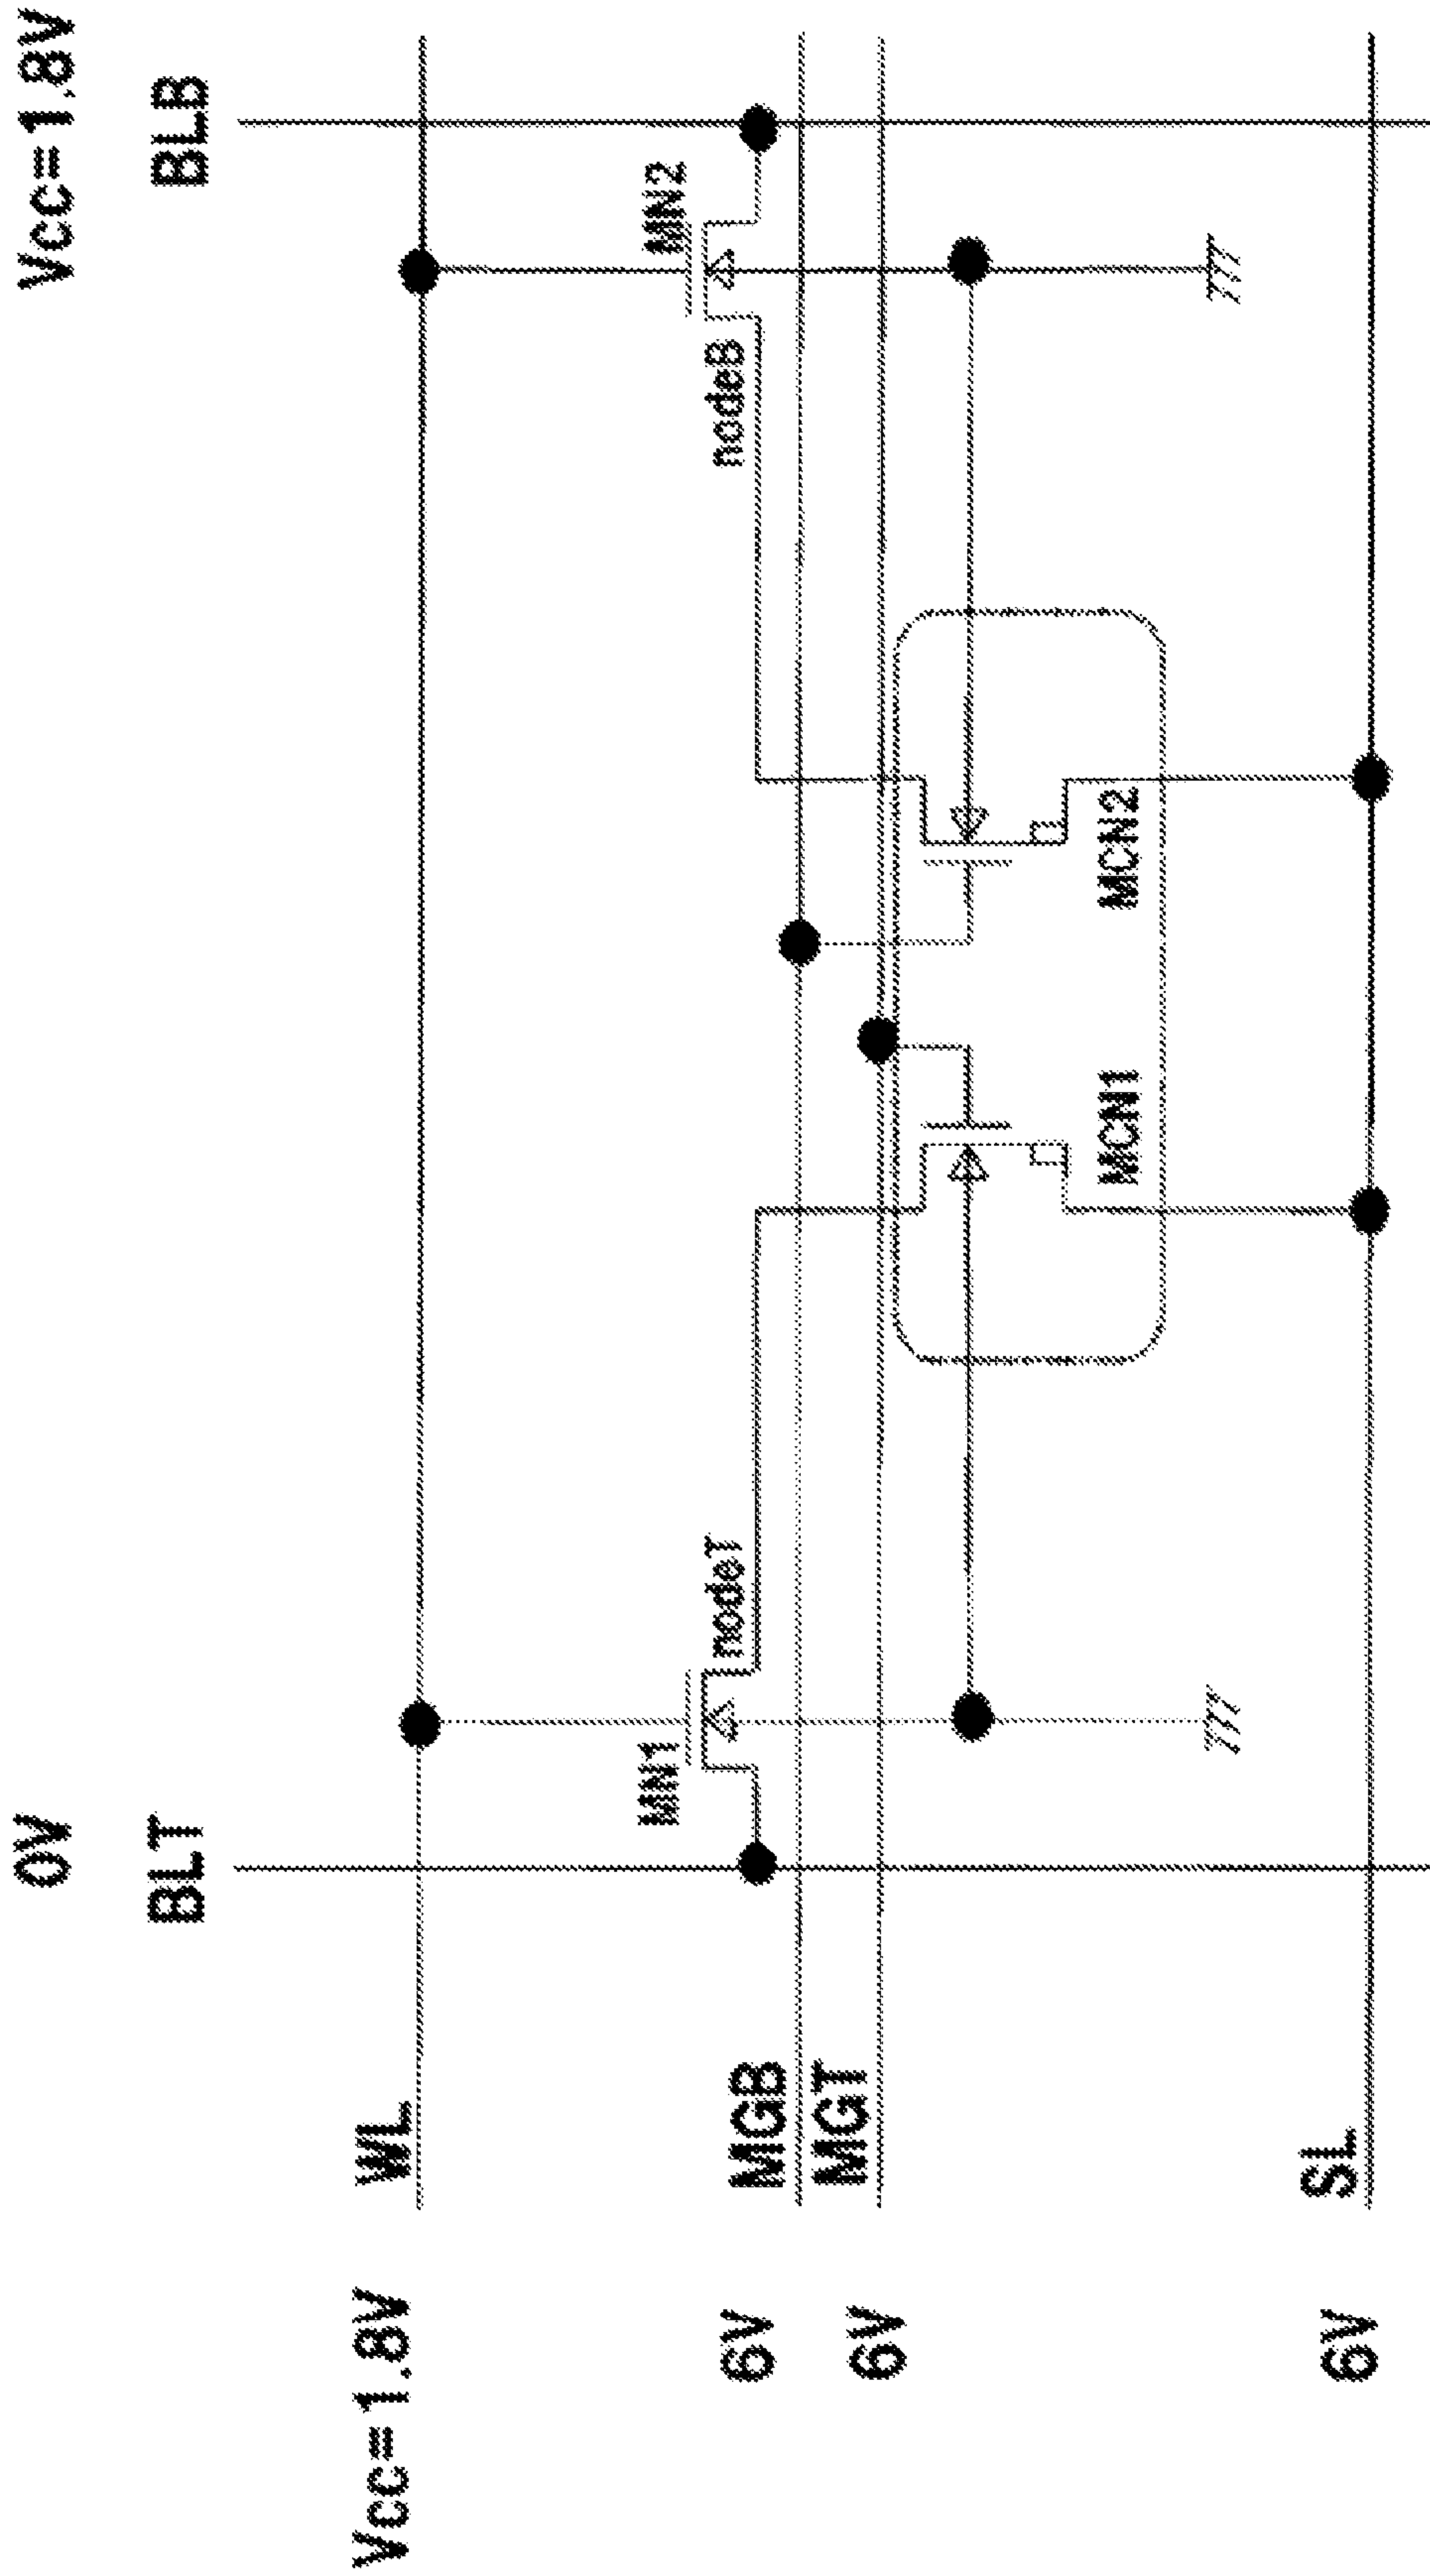 0V
Vcc=1.8V
BLT
BLB
Vcc=1.8V
WL
MN1
MN2
nodeT
nodeB
6V
MGB
6V
MGT
MCN1
MCN2
6V
SL